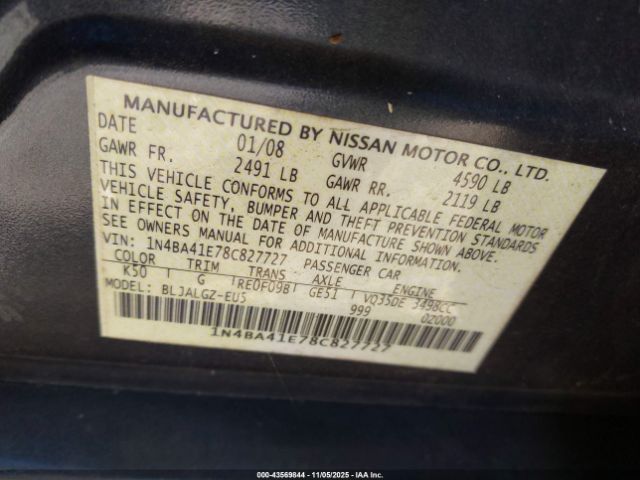 MANUFACTURED BY NISSAN MOTOR CO., LTD.
DATE 01/08 GVWR 4590 LB
GAWR FR. 2491 LB GAWR RR. 2119 LB
THIS VEHICLE CONFORMS TO ALL APPLICABLE FEDERAL MOTOR
VEHICLE SAFETY, BUMPER AND THEFT PREVENTION STANDARDS
IN EFFECT ON THE DATE OF MANUFACTURE SHOWN ABOVE.
SEE OWNERS MANUAL FOR ADDITIONAL INFORMATION.
VIN: 1N4BA41E78C827727 PASSENGER CAR
COLOR TRIM TRANS AXLE ENGINE
K50 G RE0F09B GE51 VQ35DE 3498CC
MODEL: BLJALGZ-EUS 999 0Z000
1N4BA41E78C827727
000-43569844 - 11/05/2025 - IAA, Inc.